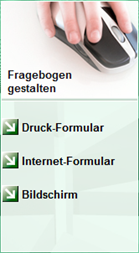 Fragebogen
gestalten
Druck-Formular
Internet-Formular
Bildschirm